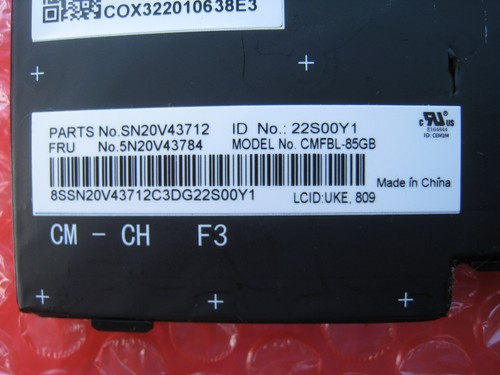 COX322010638E3
PARTS No.SN20V43712 ID No.: 22S00Y1
FRU No.5N20V43784 MODEL No. CMFBL-85GB
C US
8SSN20V43712C3DG22S00Y1
Made in China
LCID:UKE, 809
CM - CH F3